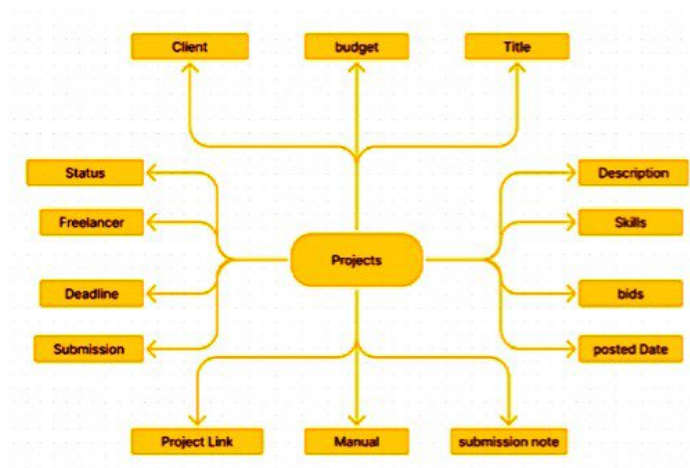 Client
budget
Title
Status
Description
Freelancer
Skills
Projects
Deadline
bids
Submission
posted Date
Project Link
Manual
submission note